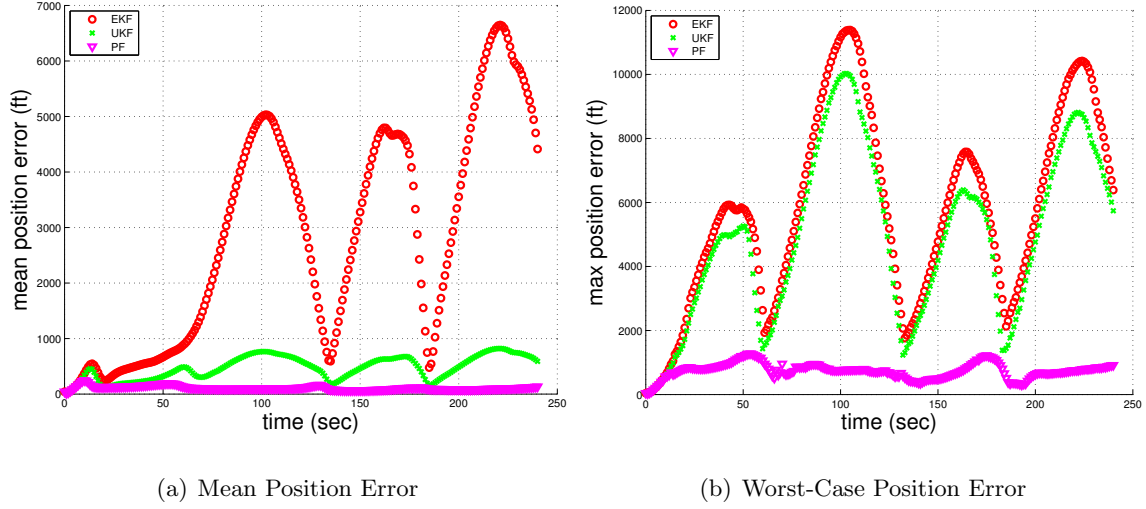 EKF
UKF
PF
7000
6000
5000
4000
3000
2000
1000
0
mean position error (ft)
0 50 100 150 200 250
time (sec)
(a) Mean Position Error
EKF
UKF
PF
12000
10000
8000
6000
4000
2000
0
max position error (ft)
0 50 100 150 200 250
time (sec)
(b) Worst-Case Position Error